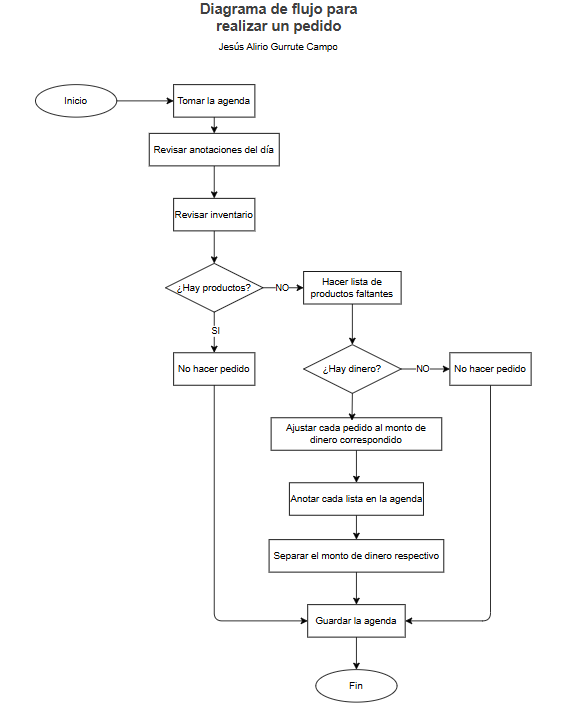 Diagrama de flujo para
realizar un pedido
Jesús Alirio Gurrute Campo
Inicio
Tomar la agenda
Revisar anotaciones del día
Revisar inventario
¿Hay productos?
NO
Hacer lista de
productos faltantes
SI
No hacer pedido
¿Hay dinero?
NO
No hacer pedido
Ajustar cada pedido al monto de
dinero correspondido
Anotar cada lista en la agenda
Separar el monto de dinero respectivo
Guardar la agenda
Fin